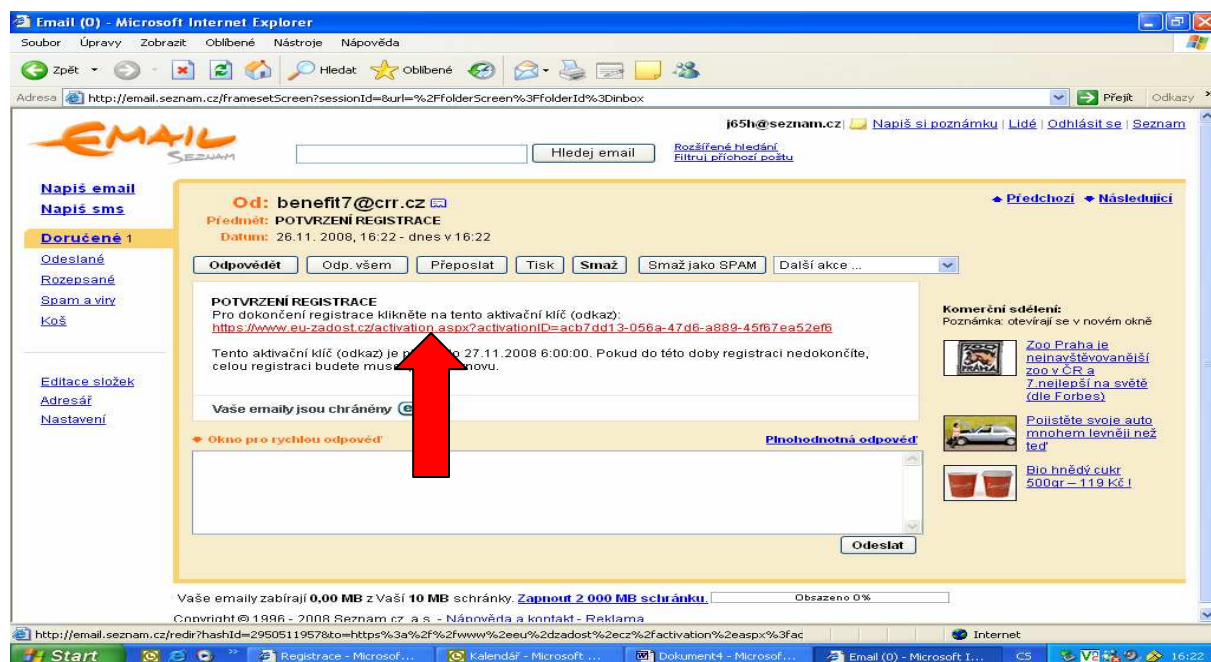 Email (0) - Microsoft Internet Explorer
Soubor Úpravy Zobrazit Oblíbené Nástroje Nápověda
Zpět Hledat Oblíbené
Adresa http://email.seznam.cz/framesetScreen?sessionId=&url=%2FfolderScreen%3FfolderId%3Dinbox Přejít Odkazy »
EMAIL
SEZNAM
j65h@seznam.cz | Napiš si poznámku | Lidé | Odhlásit se | Seznam
Hledej email
Rozšířené hledání
Filtruj příchozí poštu
Napiš email
Napiš sms
Doručené 1
Odeslané
Rozepsané
Spam a viry
Koš
Editace složek
Adresář
Nastavení
Od: benefit7@crr.cz
Předchozí Následující
Předmět: POTVRZENÍ REGISTRACE
Datum: 26.11. 2008, 16:22 - dnes v 16:22
Odpovědět Odp. všem Přeposlat Tisk Smaž Smaž jako SPAM Další akce ...
POTVRZENÍ REGISTRACE
Pro dokončení registrace klikněte na tento aktivační klíč (odkaz):
https://www.eu-zadost.cz/activation.aspx?activationID=acb7dd13-056a-47d6-a889-45f67ea52ef6
Tento aktivační klíč (odkaz) je do 27.11.2008 6:00:00. Pokud do této doby registraci nedokončíte,
celou registraci budete znovu.
Vaše emaily jsou chráněny
Okno pro rychlou odpověď Plnohodnotná odpověď
Odeslat
Komerční sdělení:
Poznámka: otevírají se v novém okně
Zoo Praha je
nejnavštěvovanější
zoo v ČR a
7.nejlepší na světě
(dle Forbes)
Pojistěte svoje auto
mnohem levněji než
teď
Bio hnědý cukr
500gr – 119 Kč !
Vaše emaily zabírají 0,00 MB z Vaší 10 MB schránky. Zapnout 2 000 MB schránku. Obsazeno 0%
Copyright © 1996 - 2008 Seznam.cz, a.s. - Nápověda a kontakt - Reklama
http://email.seznam.cz/redir?hashId=2950511957&to=https%3a%2f%2fwww%2eeu%2dzadost%2ecz%2factivation%2easpx%3fac Internet
Start » Registrace - Microsof... Kalendář - Microsoft ... Dokument4 - Microsof... Email (0) - Microsoft I... CS 16:22